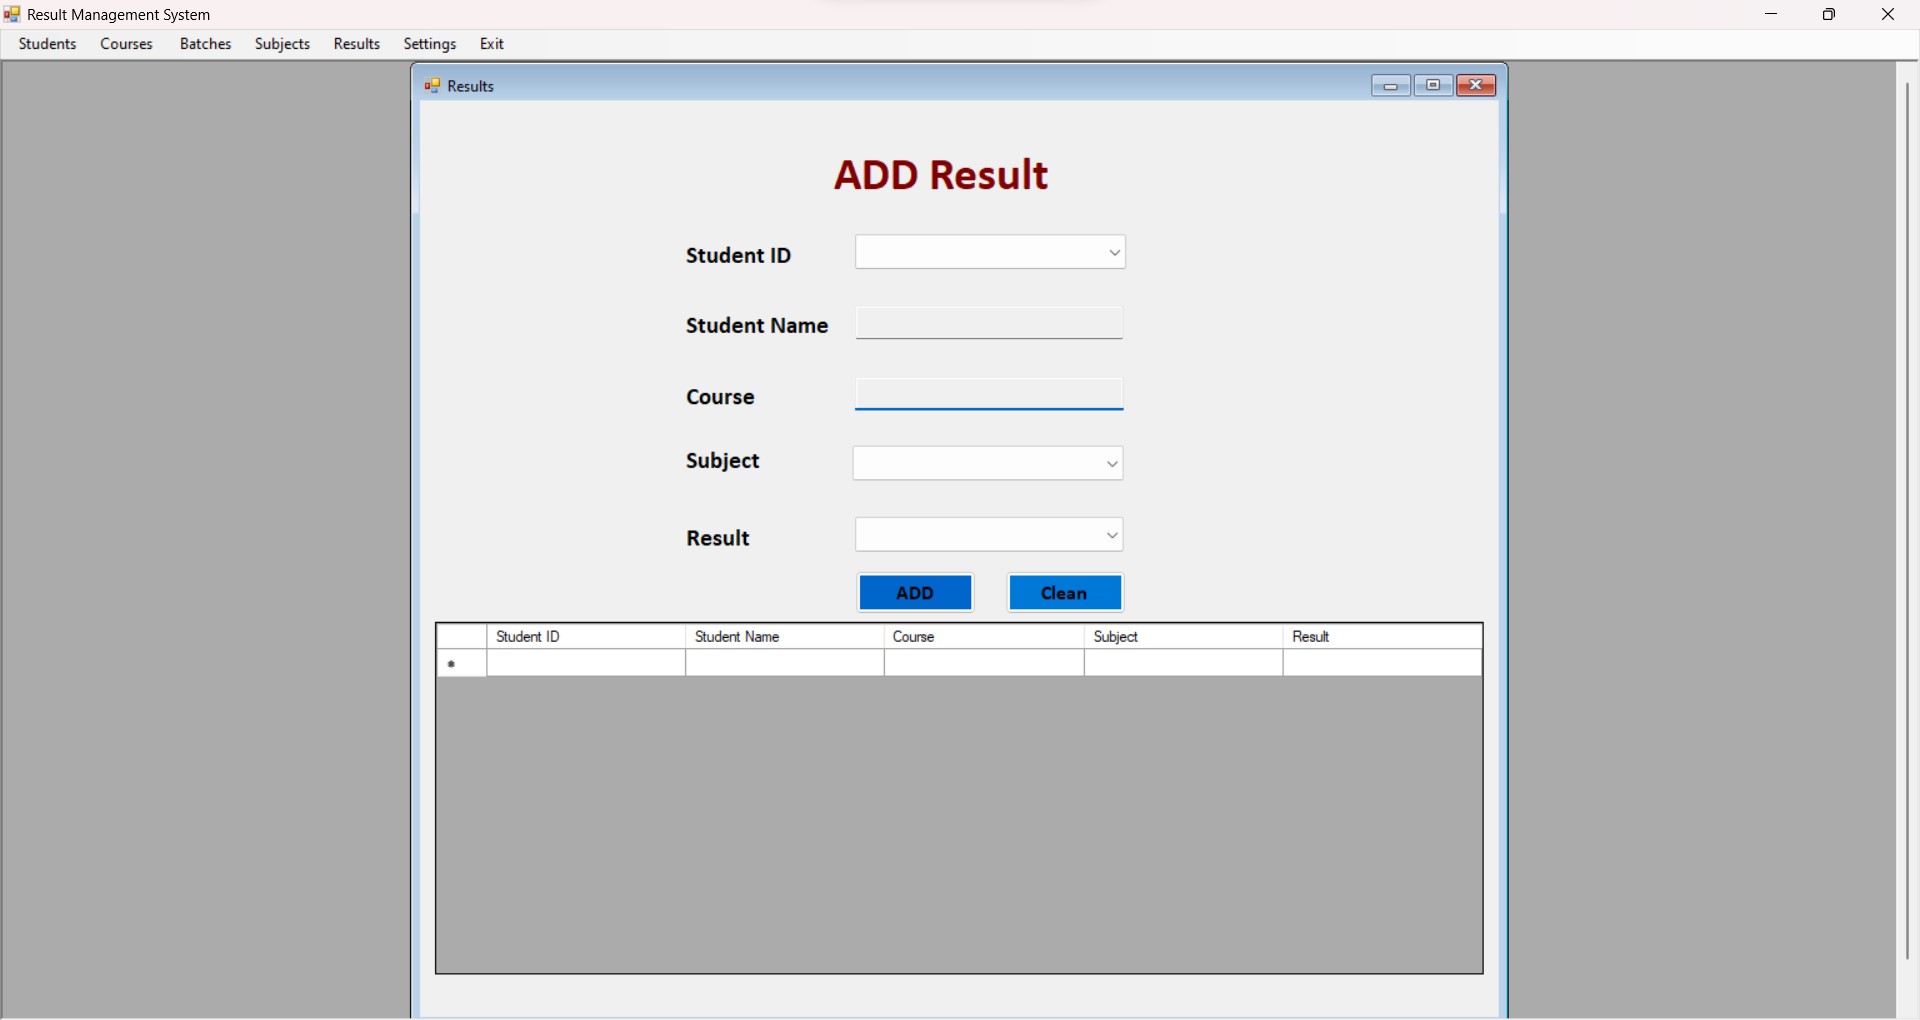 Result Management System
Students Courses Batches Subjects Results Settings Exit
Results
ADD Result
Student ID
Student Name
Course
Subject
Result
ADD Clean
Student ID Student Name Course Subject Result